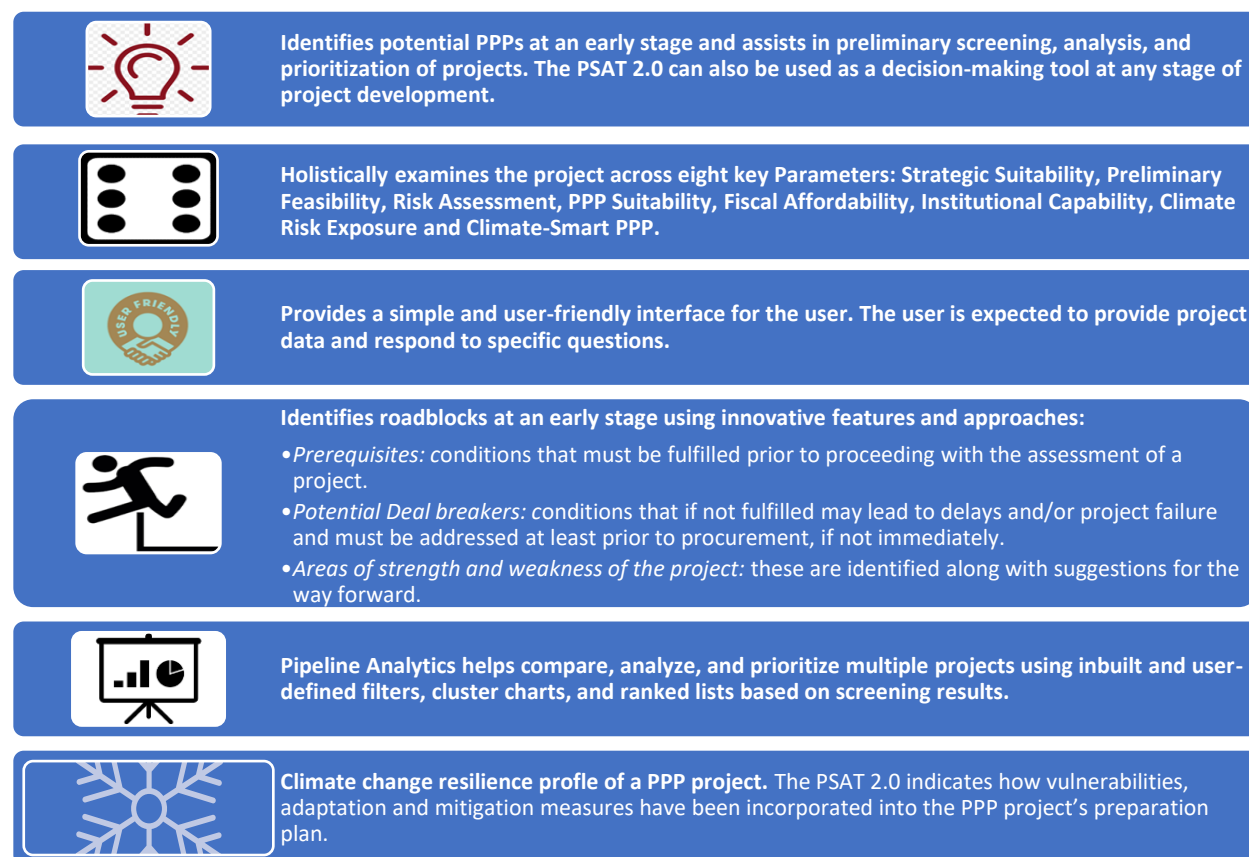 Identifies potential PPPs at an early stage and assists in preliminary screening, analysis, and
prioritization of projects. The PSAT 2.0 can also be used as a decision-making tool at any stage of
project development.
Holistically examines the project across eight key Parameters: Strategic Suitability, Preliminary
Feasibility, Risk Assessment, PPP Suitability, Fiscal Affordability, Institutional Capability, Climate
Risk Exposure and Climate-Smart PPP.
USER FRIENDLY
Provides a simple and user-friendly interface for the user. The user is expected to provide project
data and respond to specific questions.
Identifies roadblocks at an early stage using innovative features and approaches:
•Prerequisites: conditions that must be fulfilled prior to proceeding with the assessment of a
project.
•Potential Deal breakers: conditions that if not fulfilled may lead to delays and/or project failure
and must be addressed at least prior to procurement, if not immediately.
•Areas of strength and weakness of the project: these are identified along with suggestions for the
way forward.
Pipeline Analytics helps compare, analyze, and prioritize multiple projects using inbuilt and user-
defined filters, cluster charts, and ranked lists based on screening results.
Climate change resilience profle of a PPP project. The PSAT 2.0 indicates how vulnerabilities,
adaptation and mitigation measures have been incorporated into the PPP project’s preparation
plan.